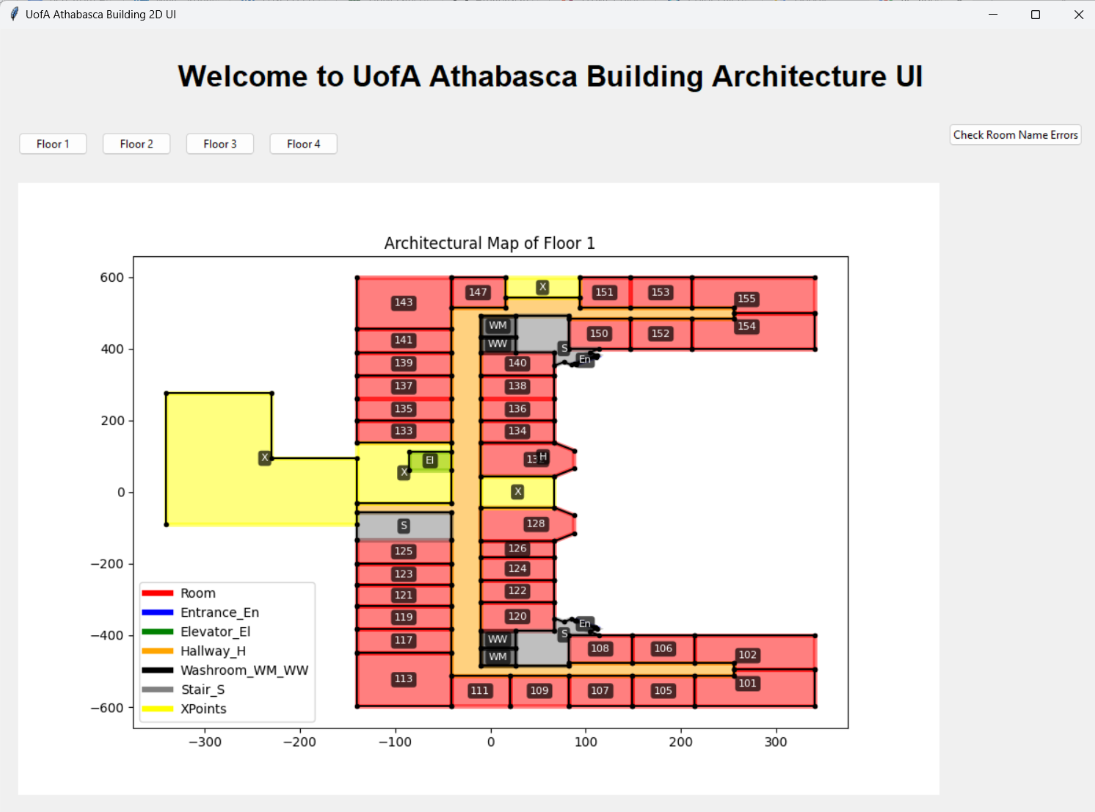 UofA Athabasca Building 2D UI
Welcome to UofA Athabasca Building Architecture UI
Floor 1 Floor 2 Floor 3 Floor 4 Check Room Name Errors
Architectural Map of Floor 1
600
400
200
0
−200
−400
−600
143 147 X 151 153 155
WM 150 152 154
141 WW S
139 140 En
137 138
135 136
133 134
X El H
X
X
S 128
125 126
123 124
121 122
119 120 En
117 WW S 108 106 102
WM
113 111 109 107 105 101
Room
Entrance_En
Elevator_El
Hallway_H
Washroom_WM_WW
Stair_S
XPoints
−300 −200 −100 0 100 200 300